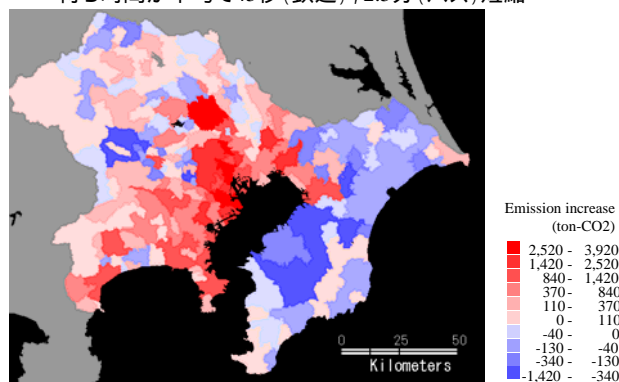 Emission increase
(ton-CO2)
2,520 - 3,920
1,420 - 2,520
840 - 1,420
370 - 840
110 - 370
0 - 110
-40 - 0
-130 - -40
-340 - -130
-1,420 - -340
0 25 50
Kilometers